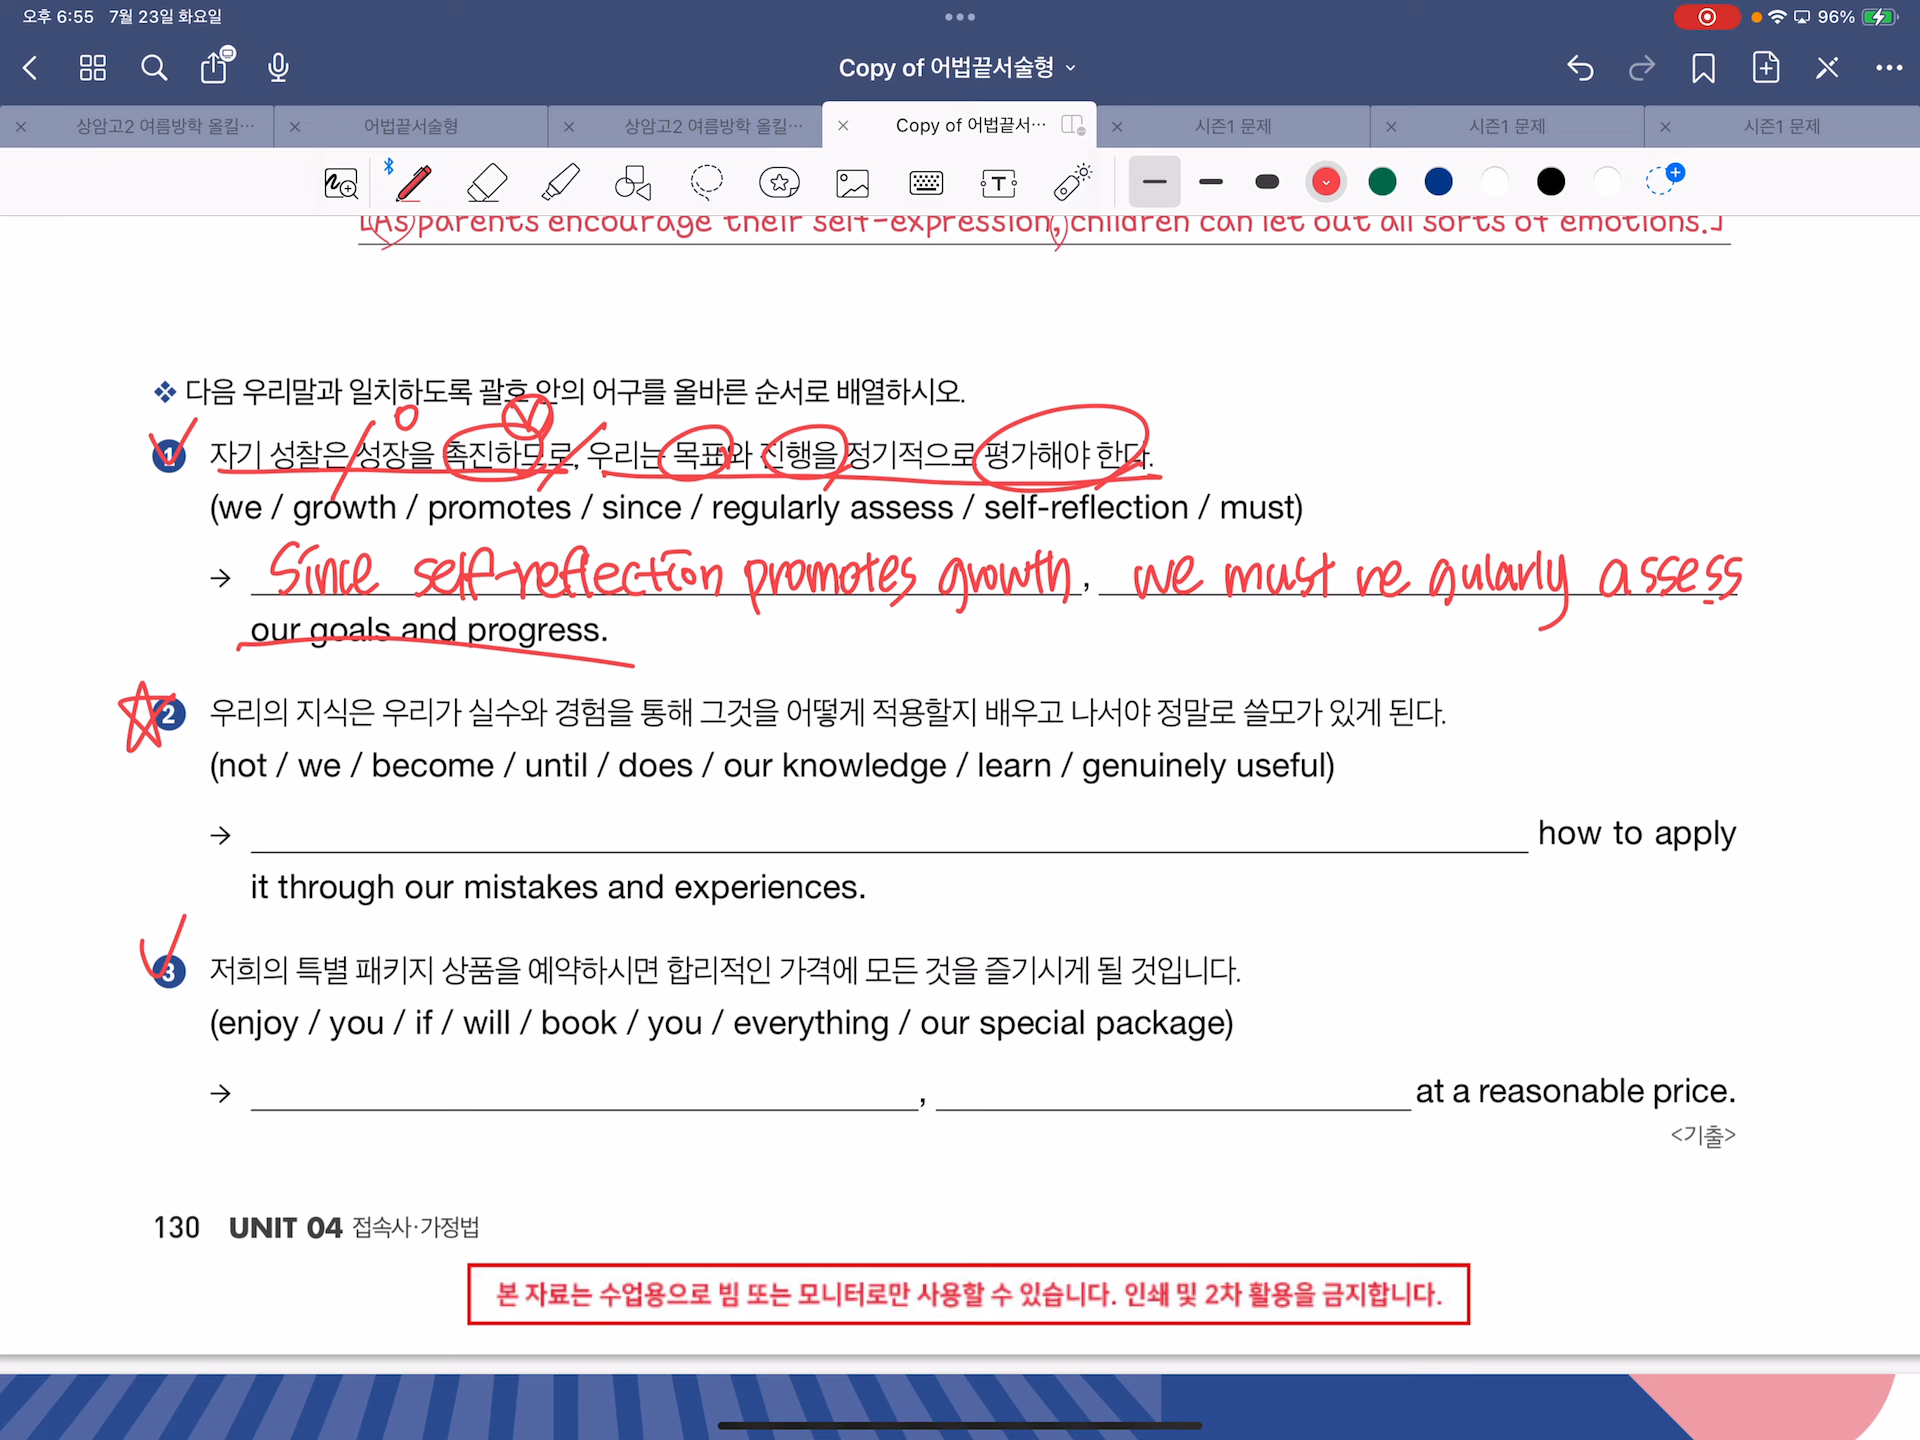 오후 6:55 7월 23일 화요일
96%
Copy of 어법끝서술형
상암고2 여름방학 올킬…
어법끝서술형
상암고2 여름방학 올킬…
Copy of 어법끝서…
시즌1 문제
시즌1 문제
시즌1 문제
[As parents encourage their self-expression, children can let out all sorts of emotions.]
❖ 다음 우리말과 일치하도록 괄호 안의 어구를 올바른 순서로 배열하시오.
1 자기 성찰은 성장을 촉진하므로, 우리는 목표와 진행을 정기적으로 평가해야 한다.
(we / growth / promotes / since / regularly assess / self-reflection / must)
→ Since self-reflection promotes growth, we must regularly assess
our goals and progress.
2 우리의 지식은 우리가 실수와 경험을 통해 그것을 어떻게 적용할지 배우고 나서야 정말로 쓸모가 있게 된다.
(not / we / become / until / does / our knowledge / learn / genuinely useful)
→ how to apply
it through our mistakes and experiences.
3 저희의 특별 패키지 상품을 예약하시면 합리적인 가격에 모든 것을 즐기시게 될 것입니다.
(enjoy / you / if / will / book / you / everything / our special package)
→ , at a reasonable price.
<기출>
130 UNIT 04 접속사·가정법
본 자료는 수업용으로 빔 또는 모니터로만 사용할 수 있습니다. 인쇄 및 2차 활용을 금지합니다.